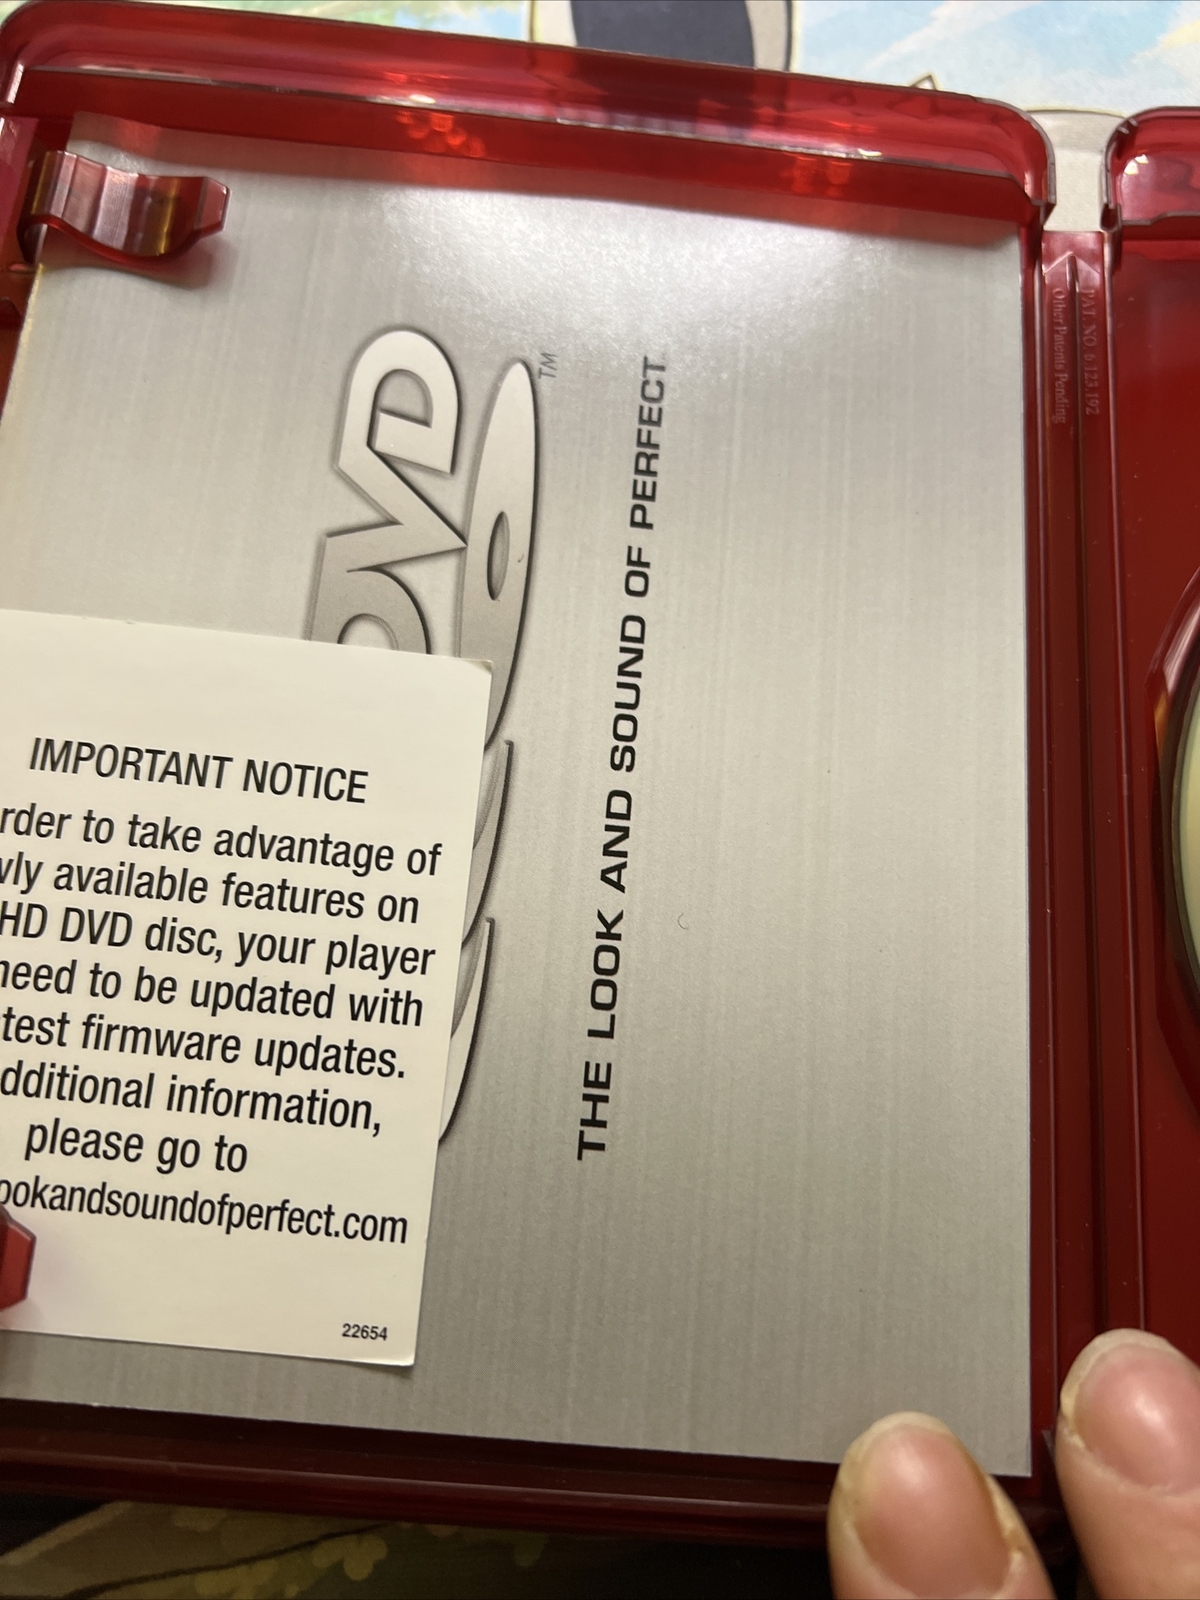 DVD
TM
THE LOOK AND SOUND OF PERFECT
PAT. NO. 6 123,192
Other Patents Pending
IMPORTANT NOTICE
rder to take advantage of
wly available features on
HD DVD disc, your player
need to be updated with
test firmware updates.
dditional information,
please go to
ookandsoundofperfect.com
22654